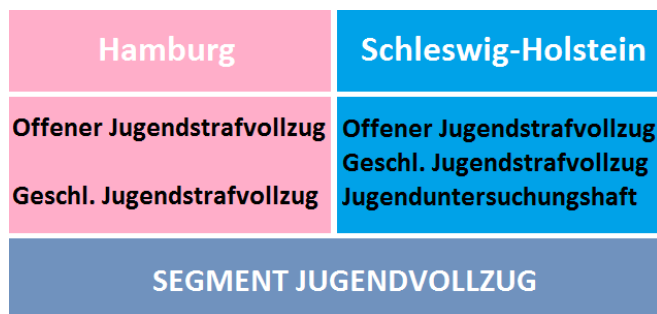 Hamburg
Schleswig-Holstein
Offener Jugendstrafvollzug
Geschl. Jugendstrafvollzug
Offener Jugendstrafvollzug
Geschl. Jugendstrafvollzug
Jugenduntersuchungshaft
SEGMENT JUGENDVOLLZUG